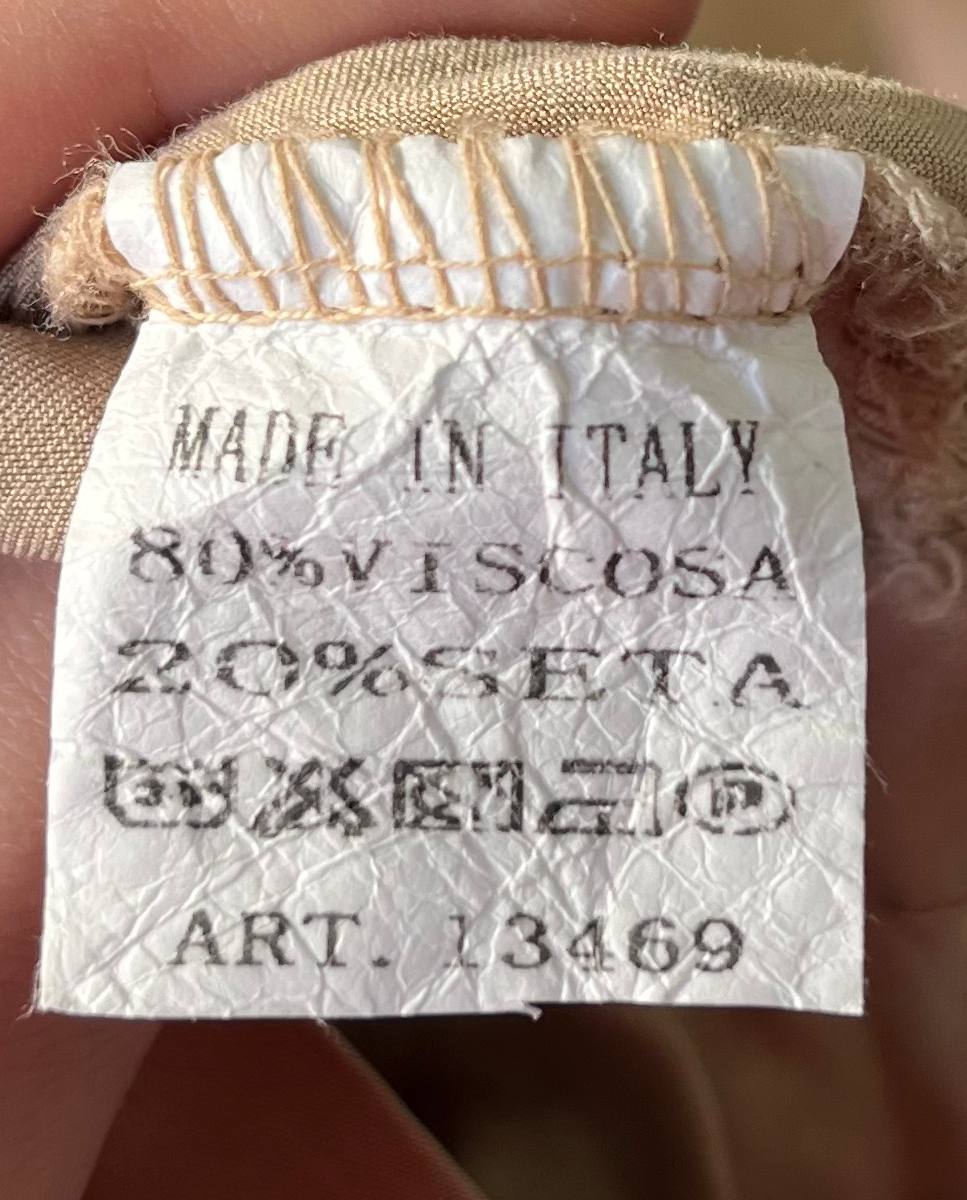 MADE IN ITALY
80%VISCOSA
20%SETA
P
ART. 13469